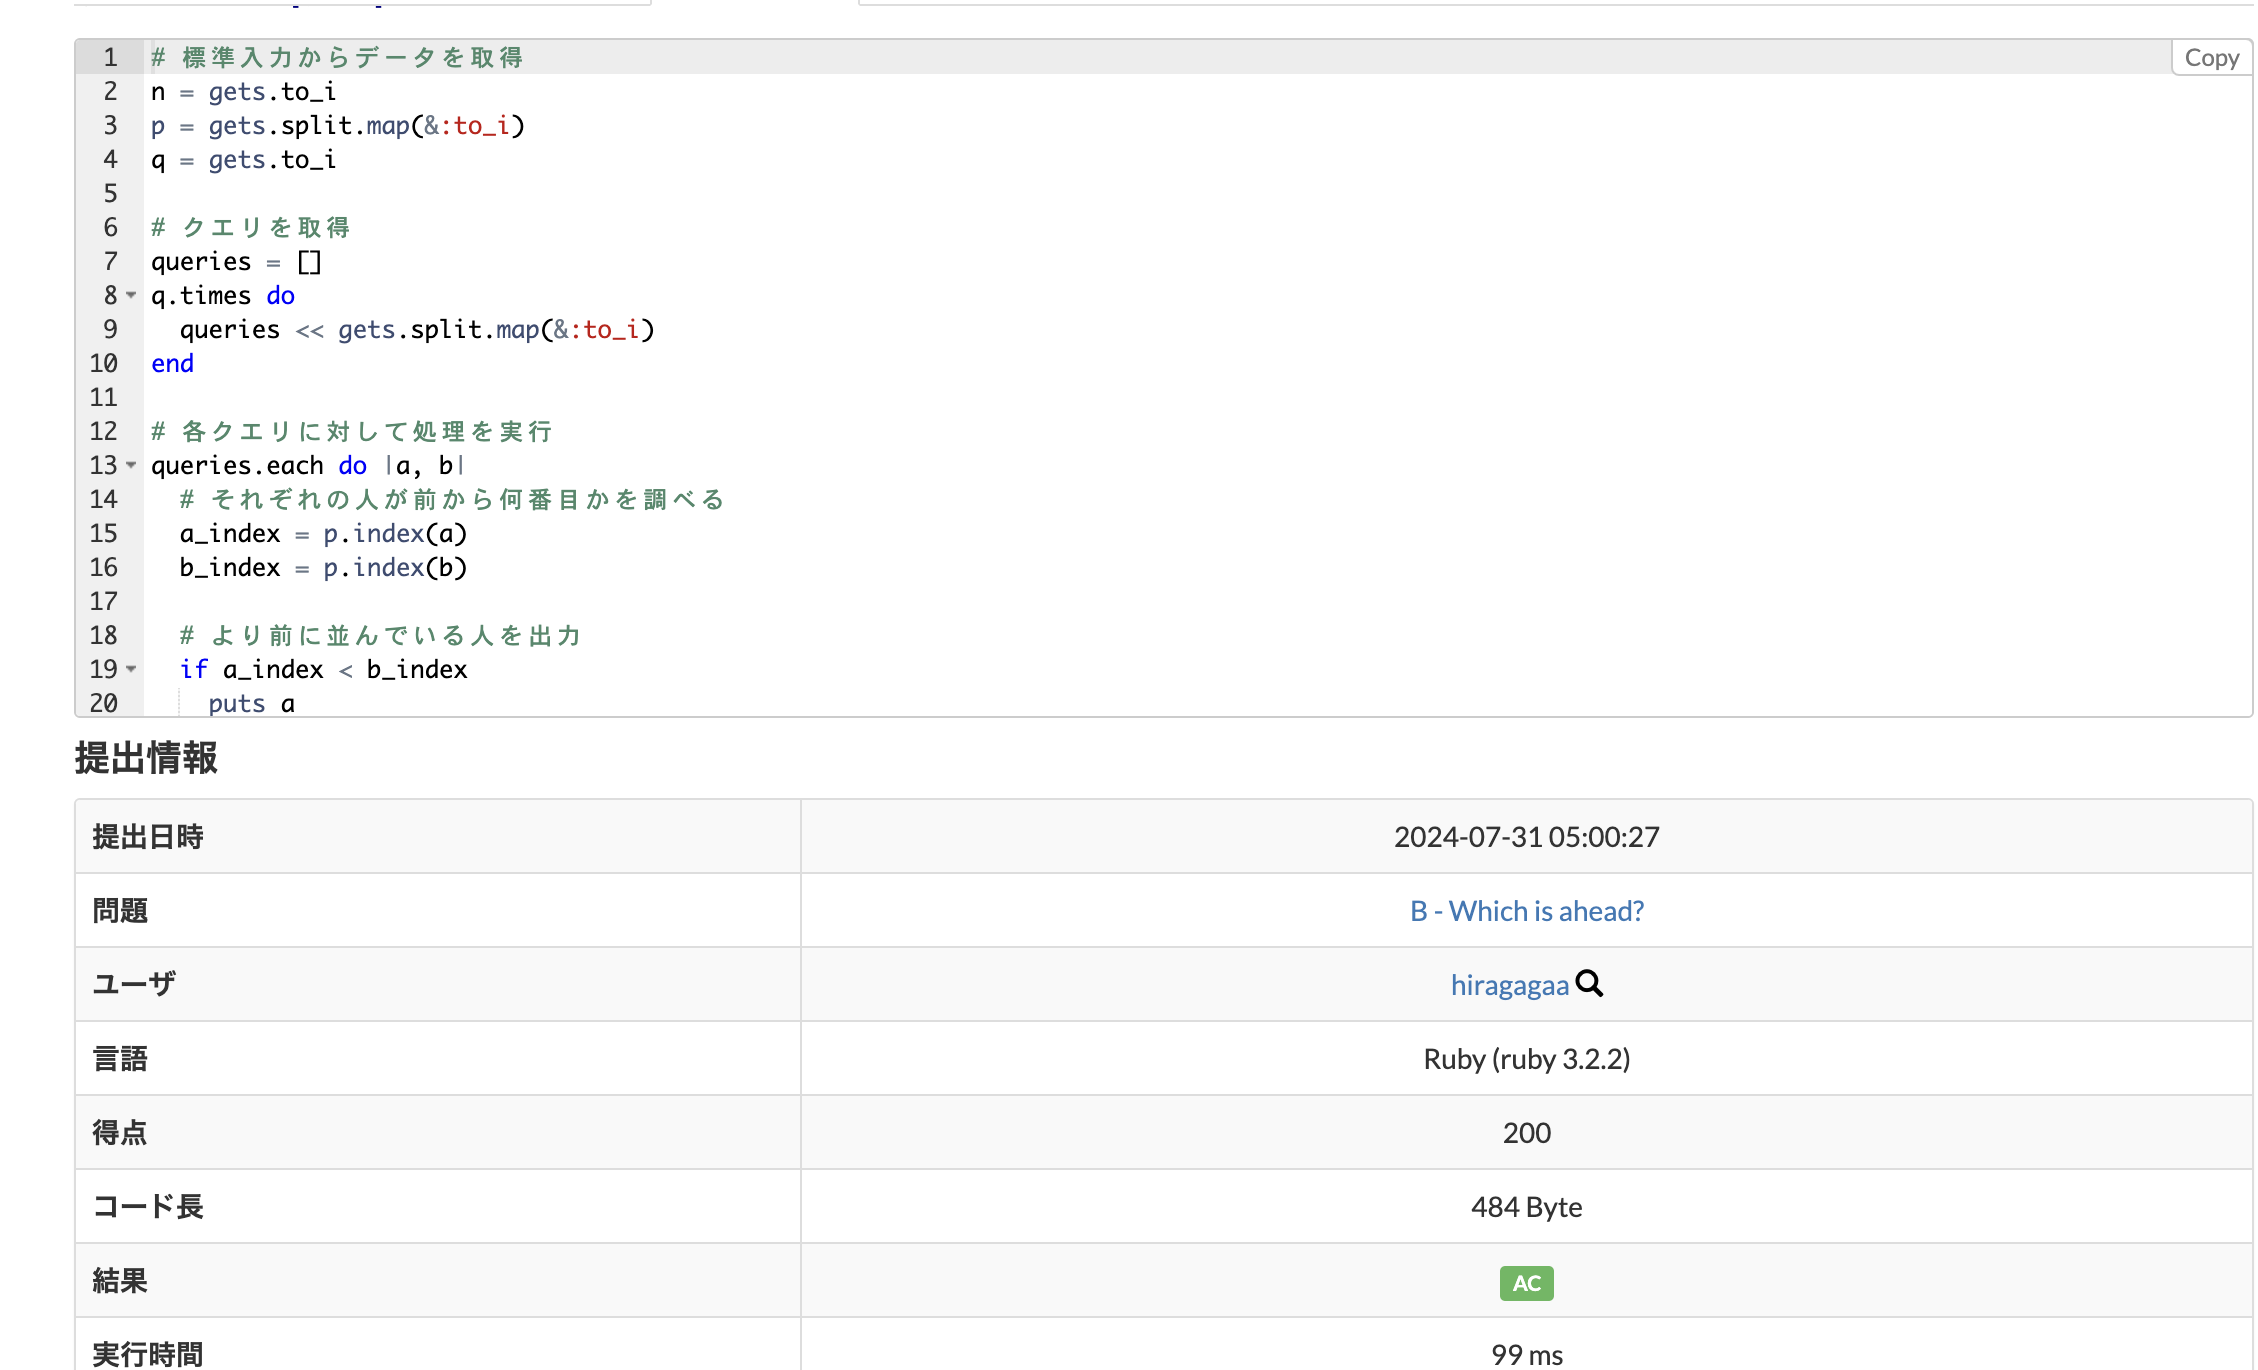 Copy
1 # 標準入力からデータを取得
2 n = gets.to_i
3 p = gets.split.map(&:to_i)
4 q = gets.to_i
5
6 # クエリを取得
7 queries = []
8 q.times do
9   queries << gets.split.map(&:to_i)
10 end
11
12 # 各クエリに対して処理を実行
13 queries.each do |a, b|
14   # それぞれの人が前から何番目かを調べる
15   a_index = p.index(a)
16   b_index = p.index(b)
17
18   # より前に並んでいる人を出力
19   if a_index < b_index
20     puts a
提出情報
提出日時 2024-07-31 05:00:27
問題 B - Which is ahead?
ユーザ hiragagaa
言語 Ruby (ruby 3.2.2)
得点 200
コード長 484 Byte
結果 AC
実行時間 99 ms